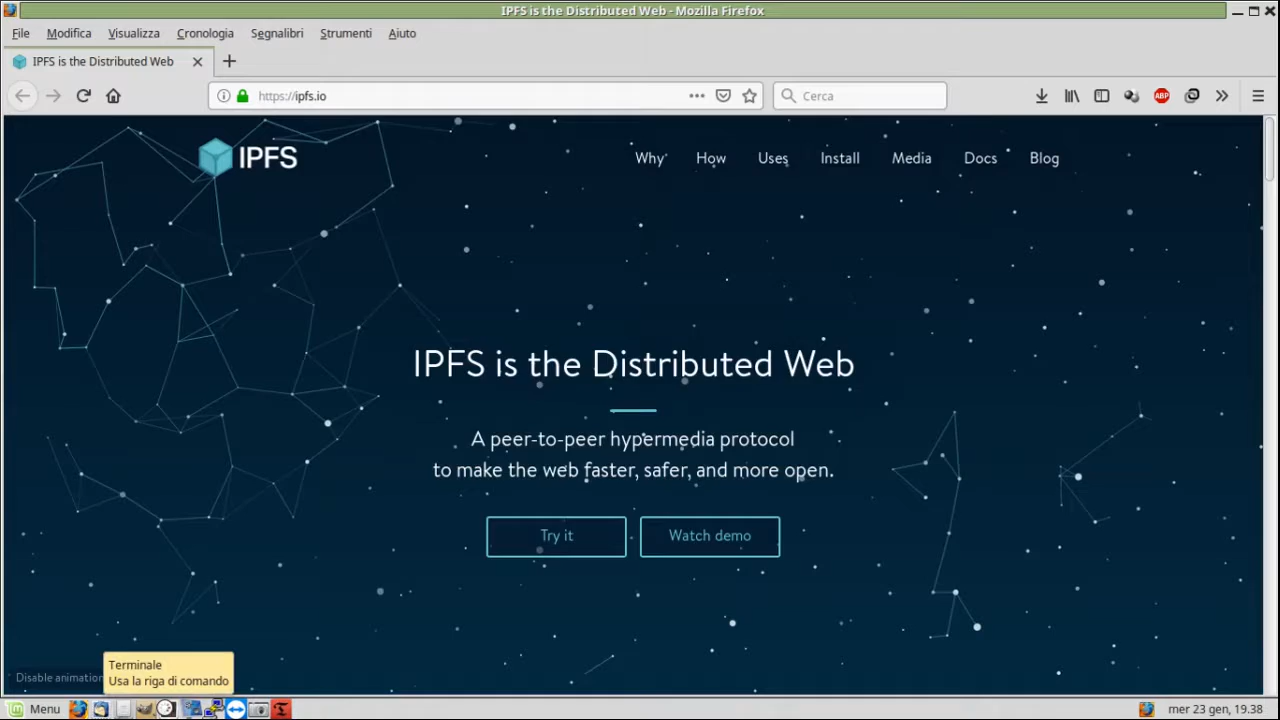 IPFS is the Distributed Web - Mozilla Firefox
File Modifica Visualizza Cronologia Segnalibri Strumenti Aiuto
IPFS is the Distributed Web
https://ipfs.io
Cerca
ABP
IPFS
Why How Uses Install Media Docs Blog
IPFS is the Distributed Web
A peer-to-peer hypermedia protocol
to make the web faster, safer, and more open.
Try it Watch demo
Terminale
Usa la riga di comando
Disable animation
Menu
mer 23 gen, 19.38